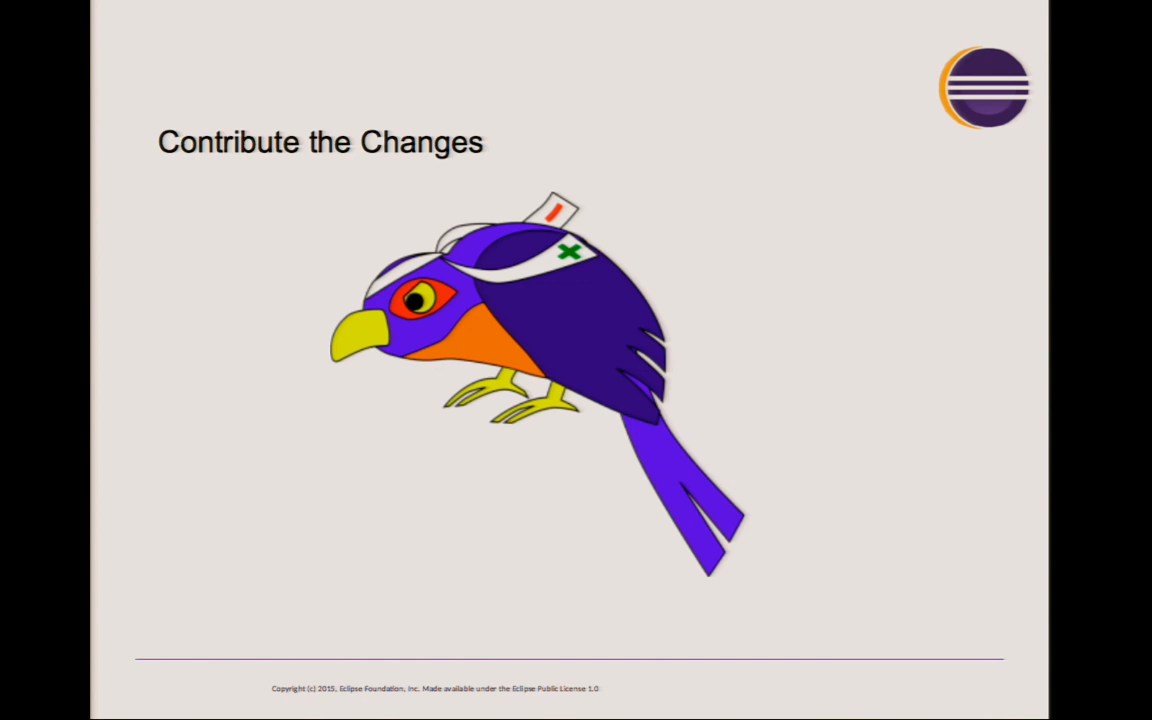 Contribute the Changes
Copyright (c) 2015, Eclipse Foundation, Inc. Made available under the Eclipse Public License 1.0